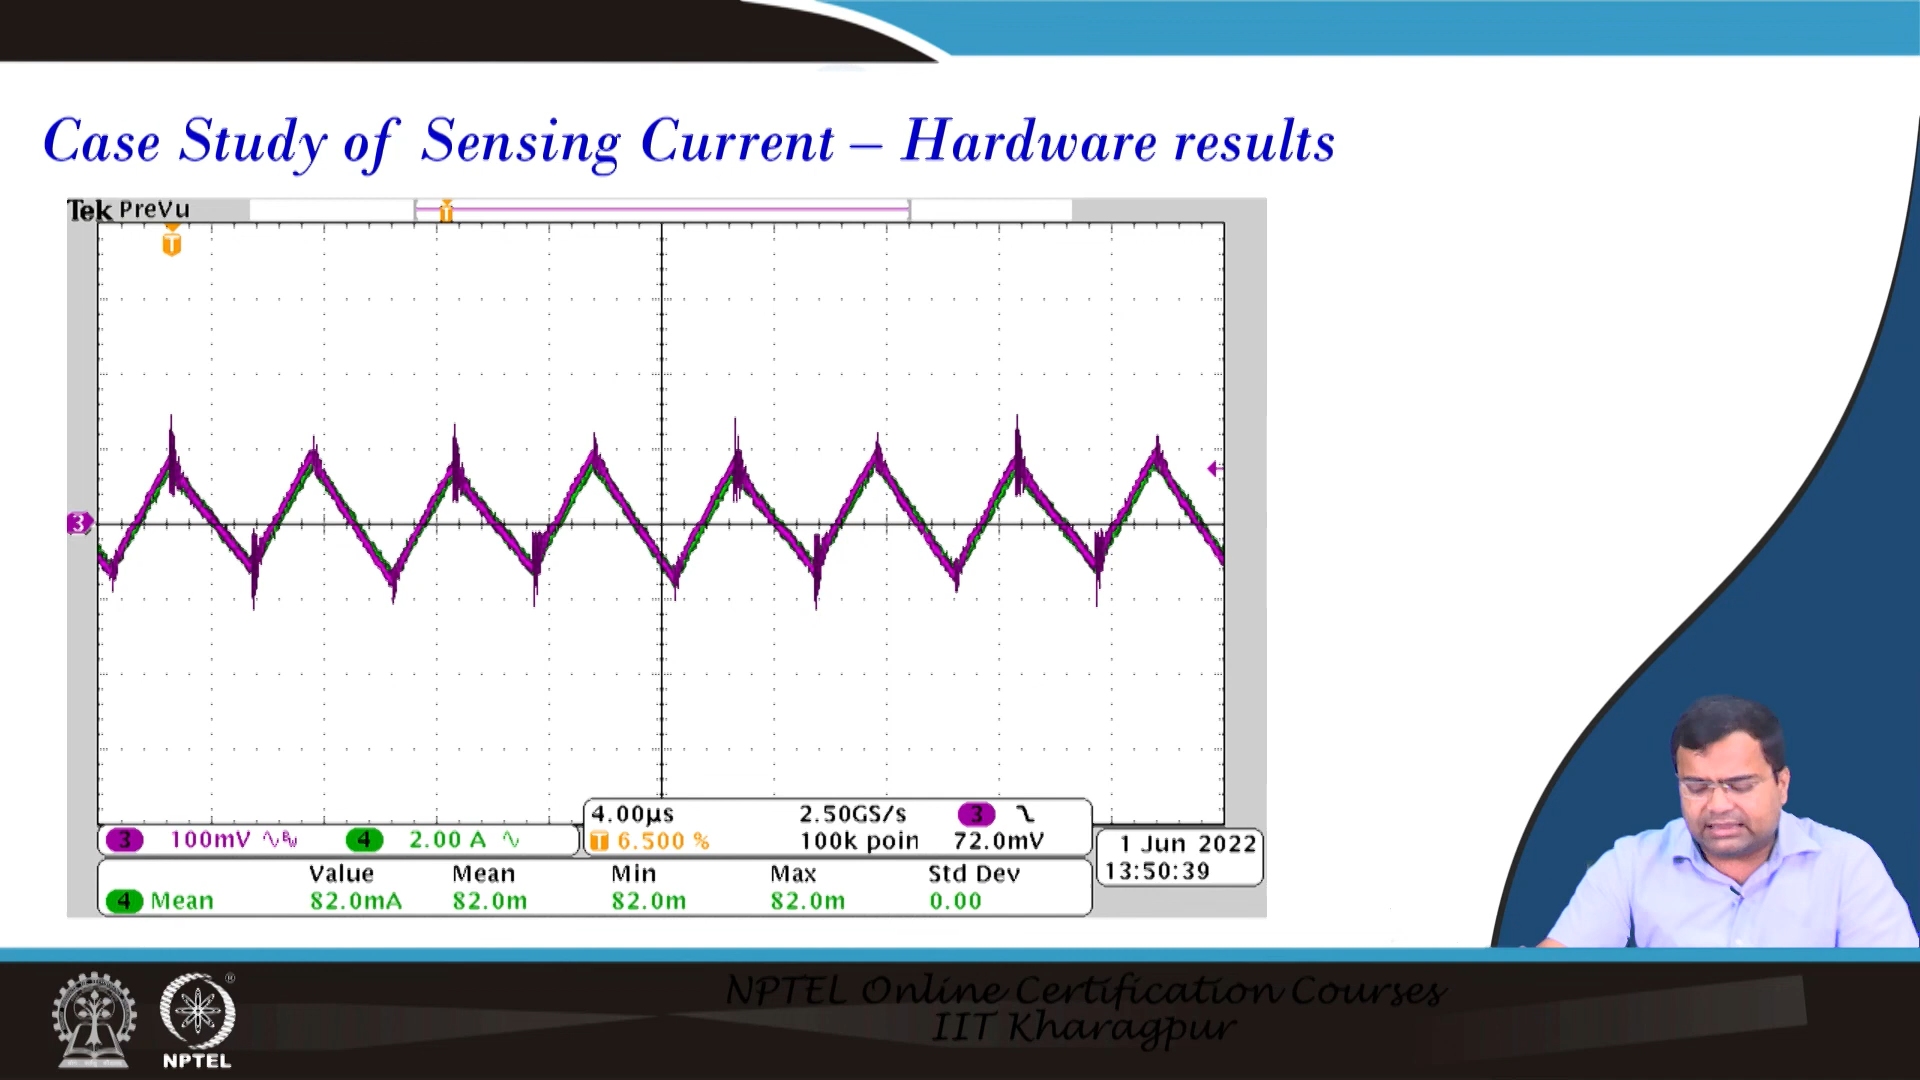 Case Study of Sensing Current – Hardware results
Tek PreVu
T
T
3
4.00µs 2.50GS/s 3
3 100mV 4 2.00 A T 6.500 % 100k poin 72.0mV
1 Jun 2022
13:50:39
Value Mean Min Max Std Dev
4 Mean 82.0mA 82.0m 82.0m 82.0m 0.00
NPTEL Online Certification Courses
IIT Kharagpur
NPTEL